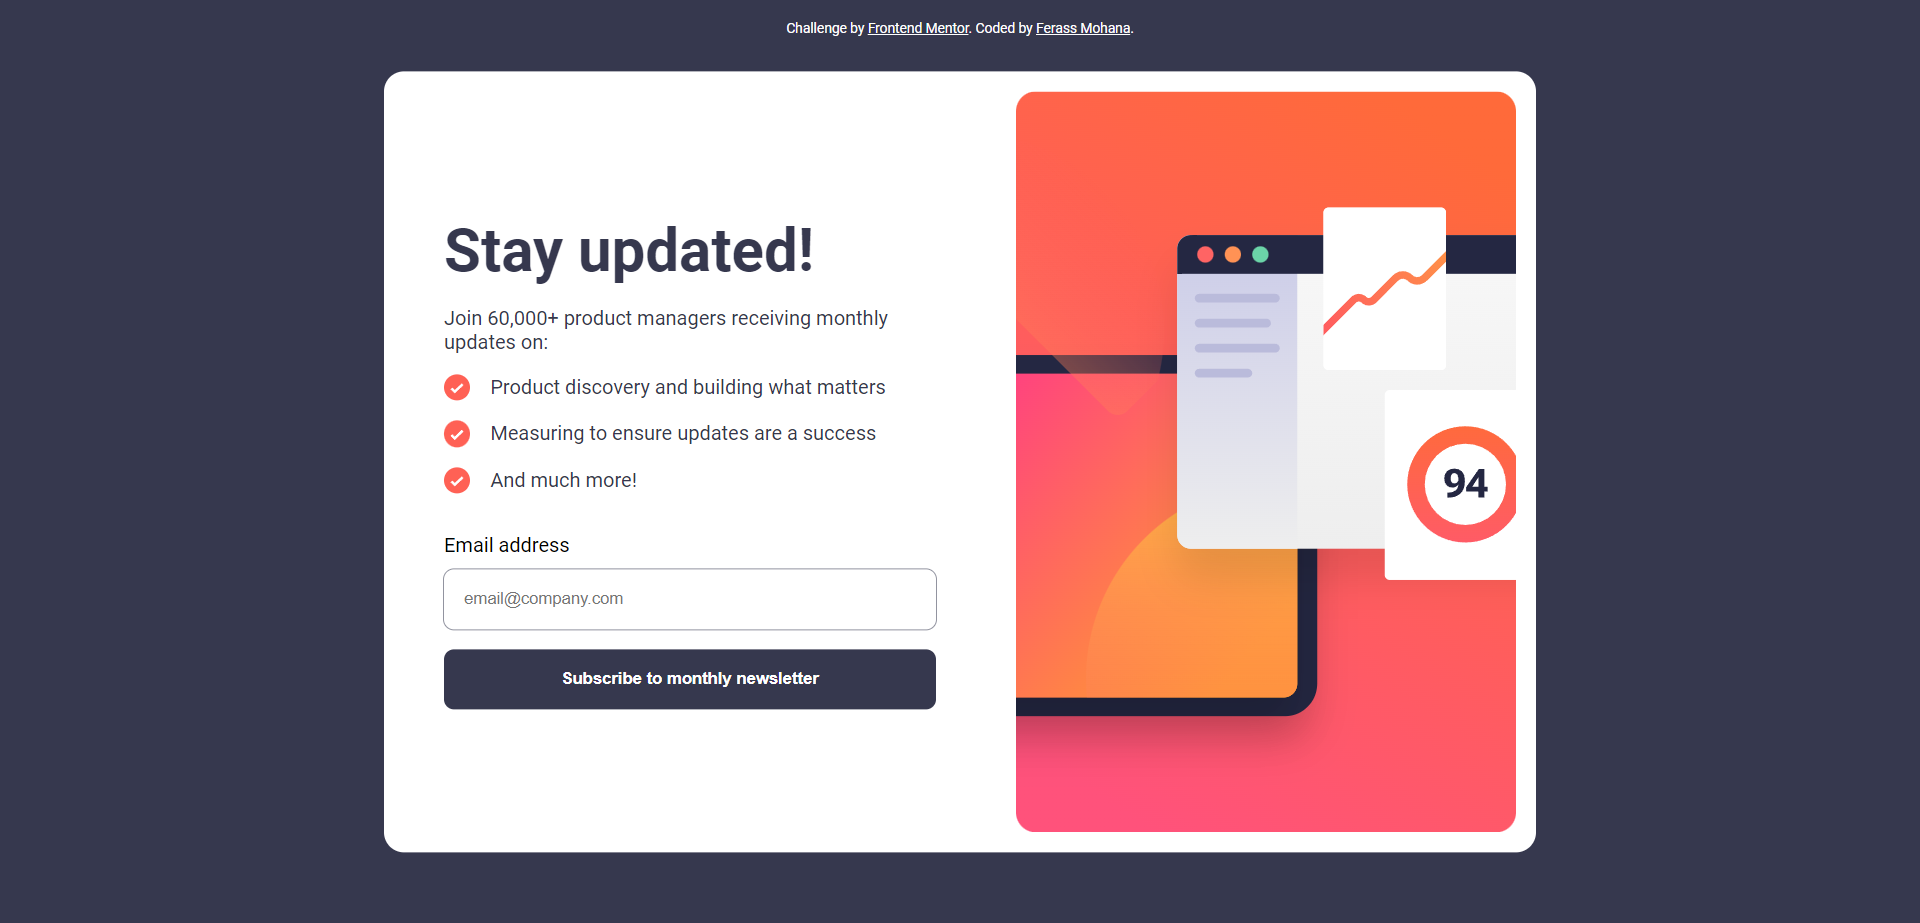 Challenge by Frontend Mentor. Coded by Ferass Mohana.
Stay updated!
Join 60,000+ product managers receiving monthly
updates on:
Product discovery and building what matters
Measuring to ensure updates are a success
And much more!
Email address
email@company.com
Subscribe to monthly newsletter
94